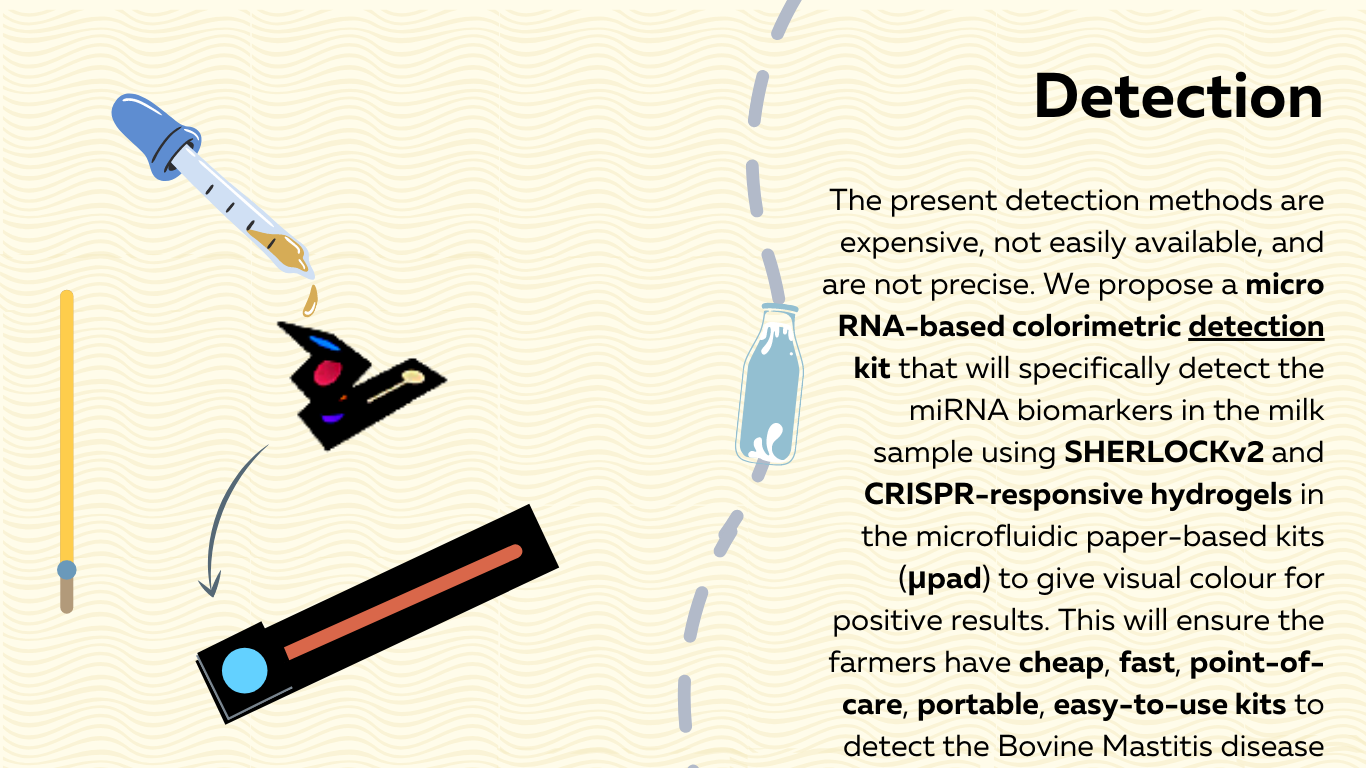 Detection
The present detection methods are
expensive, not easily available, and
are not precise. We propose a micro
RNA-based colorimetric detection
kit that will specifically detect the
miRNA biomarkers in the milk
sample using SHERLOCKv2 and
CRISPR-responsive hydrogels in
the microfluidic paper-based kits
(μpad) to give visual colour for
positive results. This will ensure the
farmers have cheap, fast, point-of-
care, portable, easy-to-use kits to
detect the Bovine Mastitis disease